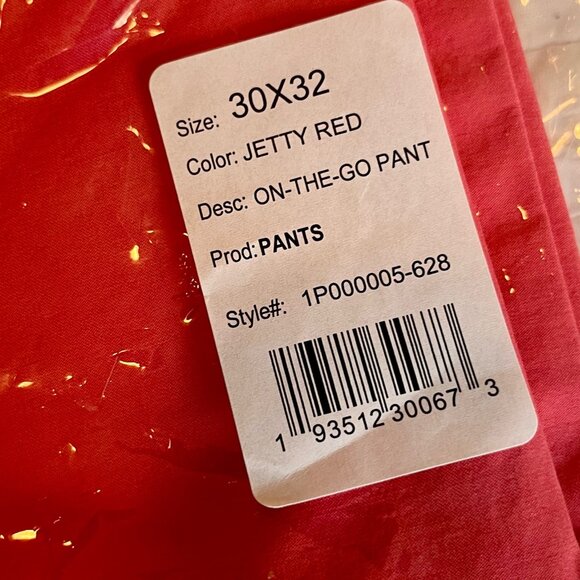 Size: 30X32
Color: JETTY RED
Desc: ON-THE-GO PANT
Prod:PANTS
Style#: 1P000005-628
1 93512 30067 3